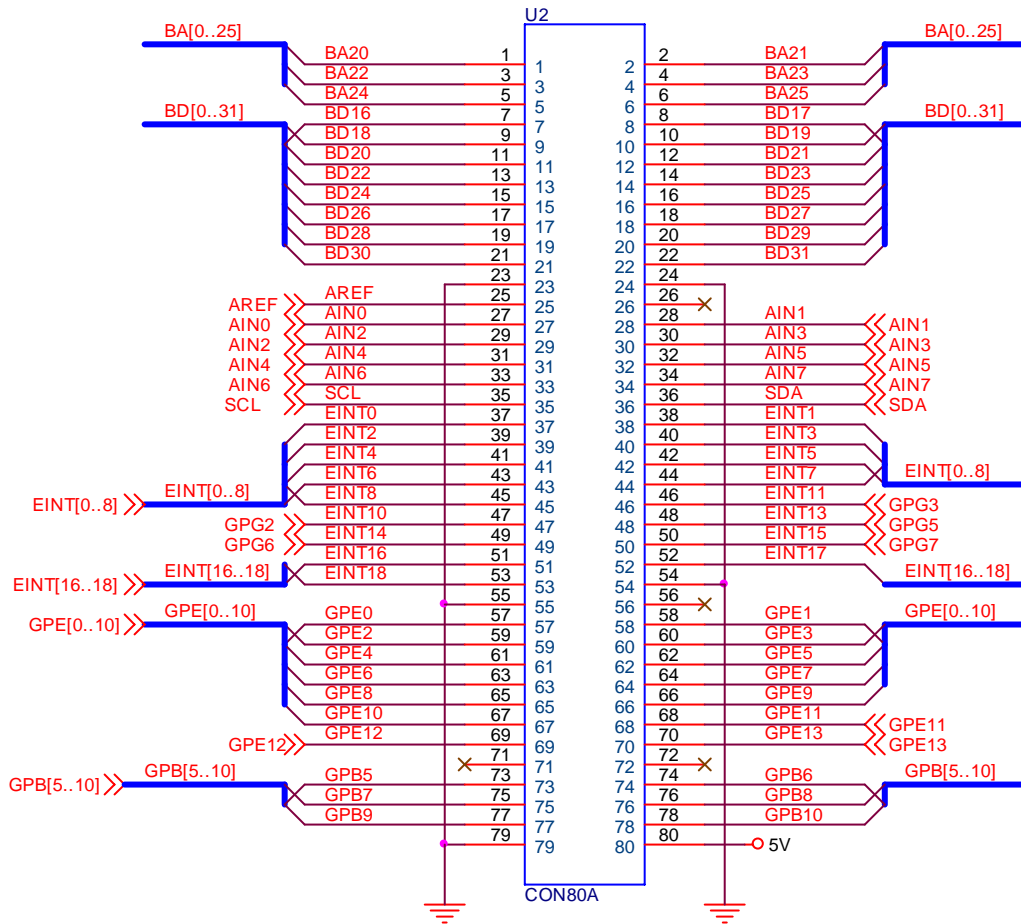 U2
BA[0..25] BA[0..25]
BA20 1 1 2 2 BA21
BA22 3 3 4 4 BA23
BA24 5 5 6 6 BA25
BD[0..31] BD16 7 7 8 8 BD17 BD[0..31]
BD18 9 9 10 10 BD19
BD20 11 11 12 12 BD21
BD22 13 13 14 14 BD23
BD24 15 15 16 16 BD25
BD26 17 17 18 18 BD27
BD28 19 19 20 20 BD29
BD30 21 21 22 22 BD31
23 23 24 24
AREF AREF 25 25 26 26
AIN0 AIN0 27 27 28 28 AIN1 AIN1
AIN2 AIN2 29 29 30 30 AIN3 AIN3
AIN4 AIN4 31 31 32 32 AIN5 AIN5
AIN6 AIN6 33 33 34 34 AIN7 AIN7
SCL SCL 35 35 36 36 SDA SDA
EINT0 37 37 38 38 EINT1
EINT2 39 39 40 40 EINT3
EINT4 41 41 42 42 EINT5
EINT6 43 43 44 44 EINT7 EINT[0..8]
EINT[0..8] EINT[0..8] EINT8 45 45 46 46 EINT11 GPG3
GPG2 EINT10 47 47 48 48 EINT13 GPG5
GPG6 EINT14 49 49 50 50 EINT15 GPG7
EINT16 51 51 52 52 EINT17
EINT[16..18] EINT[16..18] EINT18 53 53 54 54 EINT[16..18]
55 55 56 56
GPE[0..10] GPE[0..10] GPE0 57 57 58 58 GPE1 GPE[0..10]
GPE2 59 59 60 60 GPE3
GPE4 61 61 62 62 GPE5
GPE6 63 63 64 64 GPE7
GPE8 65 65 66 66 GPE9
GPE10 67 67 68 68 GPE11 GPE11
GPE12 GPE12 69 69 70 70 GPE13 GPE13
71 71 72 72
GPB[5..10] GPB[5..10] GPB5 73 73 74 74 GPB6 GPB[5..10]
GPB7 75 75 76 76 GPB8
GPB9 77 77 78 78 GPB10
79 79 80 80 5V
CON80A